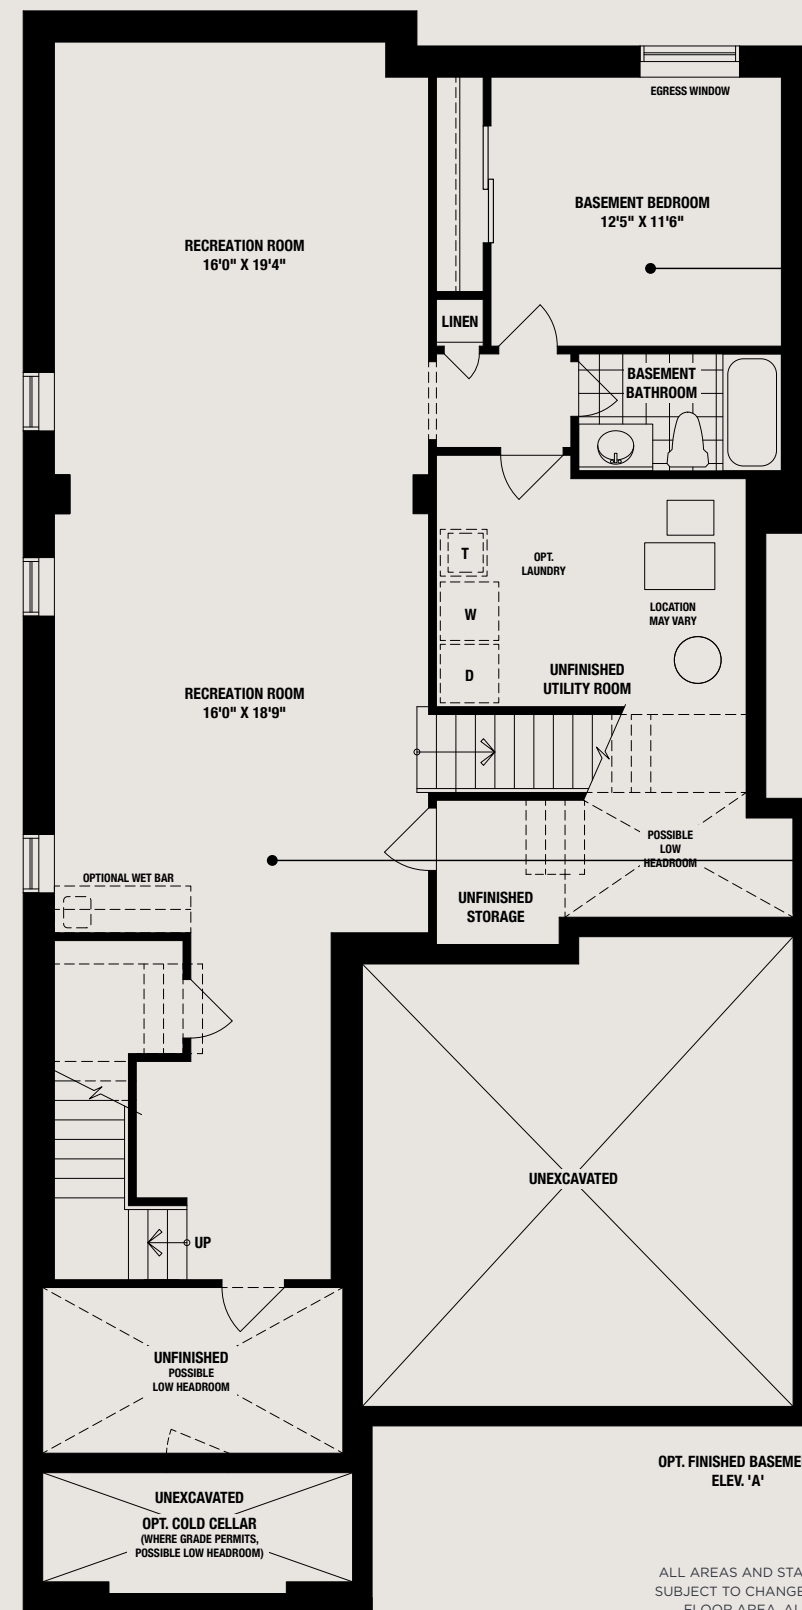 EGRESS WINDOW
BASEMENT BEDROOM
12'5" X 11'6"
RECREATION ROOM
16'0" X 19'4"
LINEN
BASEMENT
BATHROOM
T
OPT.
LAUNDRY
W
LOCATION
MAY VARY
D
UNFINISHED
UTILITY ROOM
RECREATION ROOM
16'0" X 18'9"
POSSIBLE
LOW
HEADROOM
OPTIONAL WET BAR
UNFINISHED
STORAGE
UNEXCAVATED
UP
UNFINISHED
POSSIBLE
LOW HEADROOM
UNEXCAVATED
OPT. COLD CELLAR
(WHERE GRADE PERMITS,
POSSIBLE LOW HEADROOM)
OPT. FINISHED BASEME
ELEV. 'A'
ALL AREAS AND STA
SUBJECT TO CHANGE
FLOOR AREA. AL